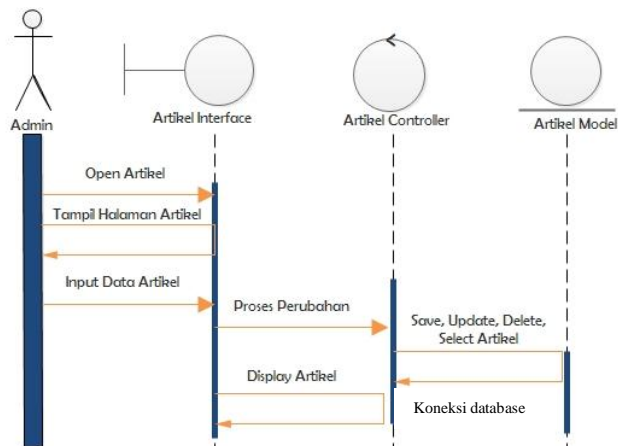 Admin
Artikel Interface
Artikel Controller
Artikel Model
Open Artikel
Tampil Halaman Artikel
Input Data Artikel
Proses Perubahan
Save, Update, Delete,
Select Artikel
Display Artikel
Koneksi database